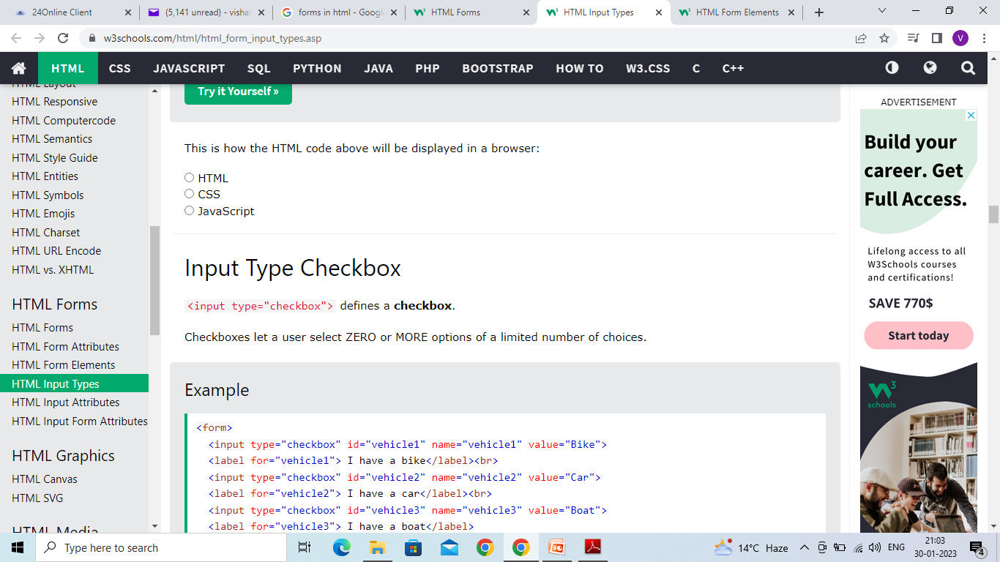 24Online Client
(5,141 unread) - visha
forms in html - Googl
HTML Forms
HTML Input Types
HTML Form Elements
w3schools.com/html/html_form_input_types.asp
V
HTML
CSS
JAVASCRIPT
SQL
PYTHON
JAVA
PHP
BOOTSTRAP
HOW TO
W3.CSS
C
C++
HTML Layout
HTML Responsive
HTML Computercode
HTML Semantics
HTML Style Guide
HTML Entities
HTML Symbols
HTML Emojis
HTML Charset
HTML URL Encode
HTML vs. XHTML
HTML Forms
HTML Forms
HTML Form Attributes
HTML Form Elements
HTML Input Types
HTML Input Attributes
HTML Input Form Attributes
HTML Graphics
HTML Canvas
HTML SVG
HTML Media
Try it Yourself »
This is how the HTML code above will be displayed in a browser:
HTML
CSS
JavaScript
Input Type Checkbox
<input type="checkbox"> defines a checkbox.
Checkboxes let a user select ZERO or MORE options of a limited number of choices.
Example
<form>
<input type="checkbox" id="vehicle1" name="vehicle1" value="Bike">
<label for="vehicle1"> I have a bike</label><br>
<input type="checkbox" id="vehicle2" name="vehicle2" value="Car">
<label for="vehicle2"> I have a car</label><br>
<input type="checkbox" id="vehicle3" name="vehicle3" value="Boat">
<label for="vehicle3"> I have a boat</label>
ADVERTISEMENT
Build your
career. Get
Full Access.
Lifelong access to all
W3Schools courses
and certifications!
SAVE 770$
Start today
W3
schools
Type here to search
14°C Haze
ENG
21:03
30-01-2023
4